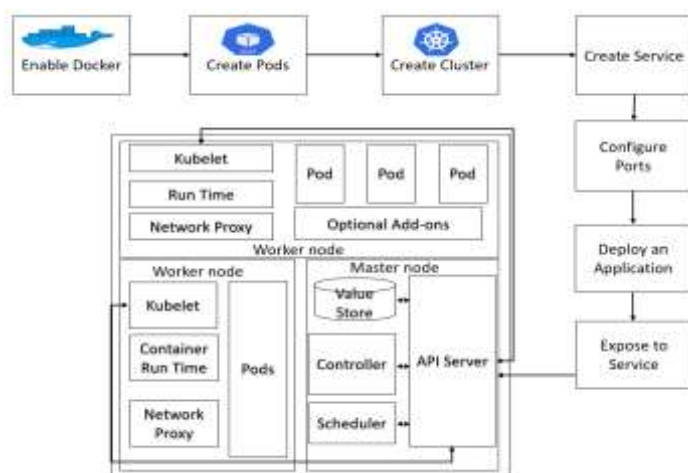 Enable Docker
Create Pods
Create Cluster
Create Service
Configure
Ports
Deploy an
Application
Expose to
Service
Kubelet
Run Time
Network Proxy
Pod
Pod
Pod
Optional Add-ons
Worker node
Worker node
Kubelet
Container
Run Time
Network
Proxy
Pods
Master node
Value
Store
Controller
Scheduler
API Server